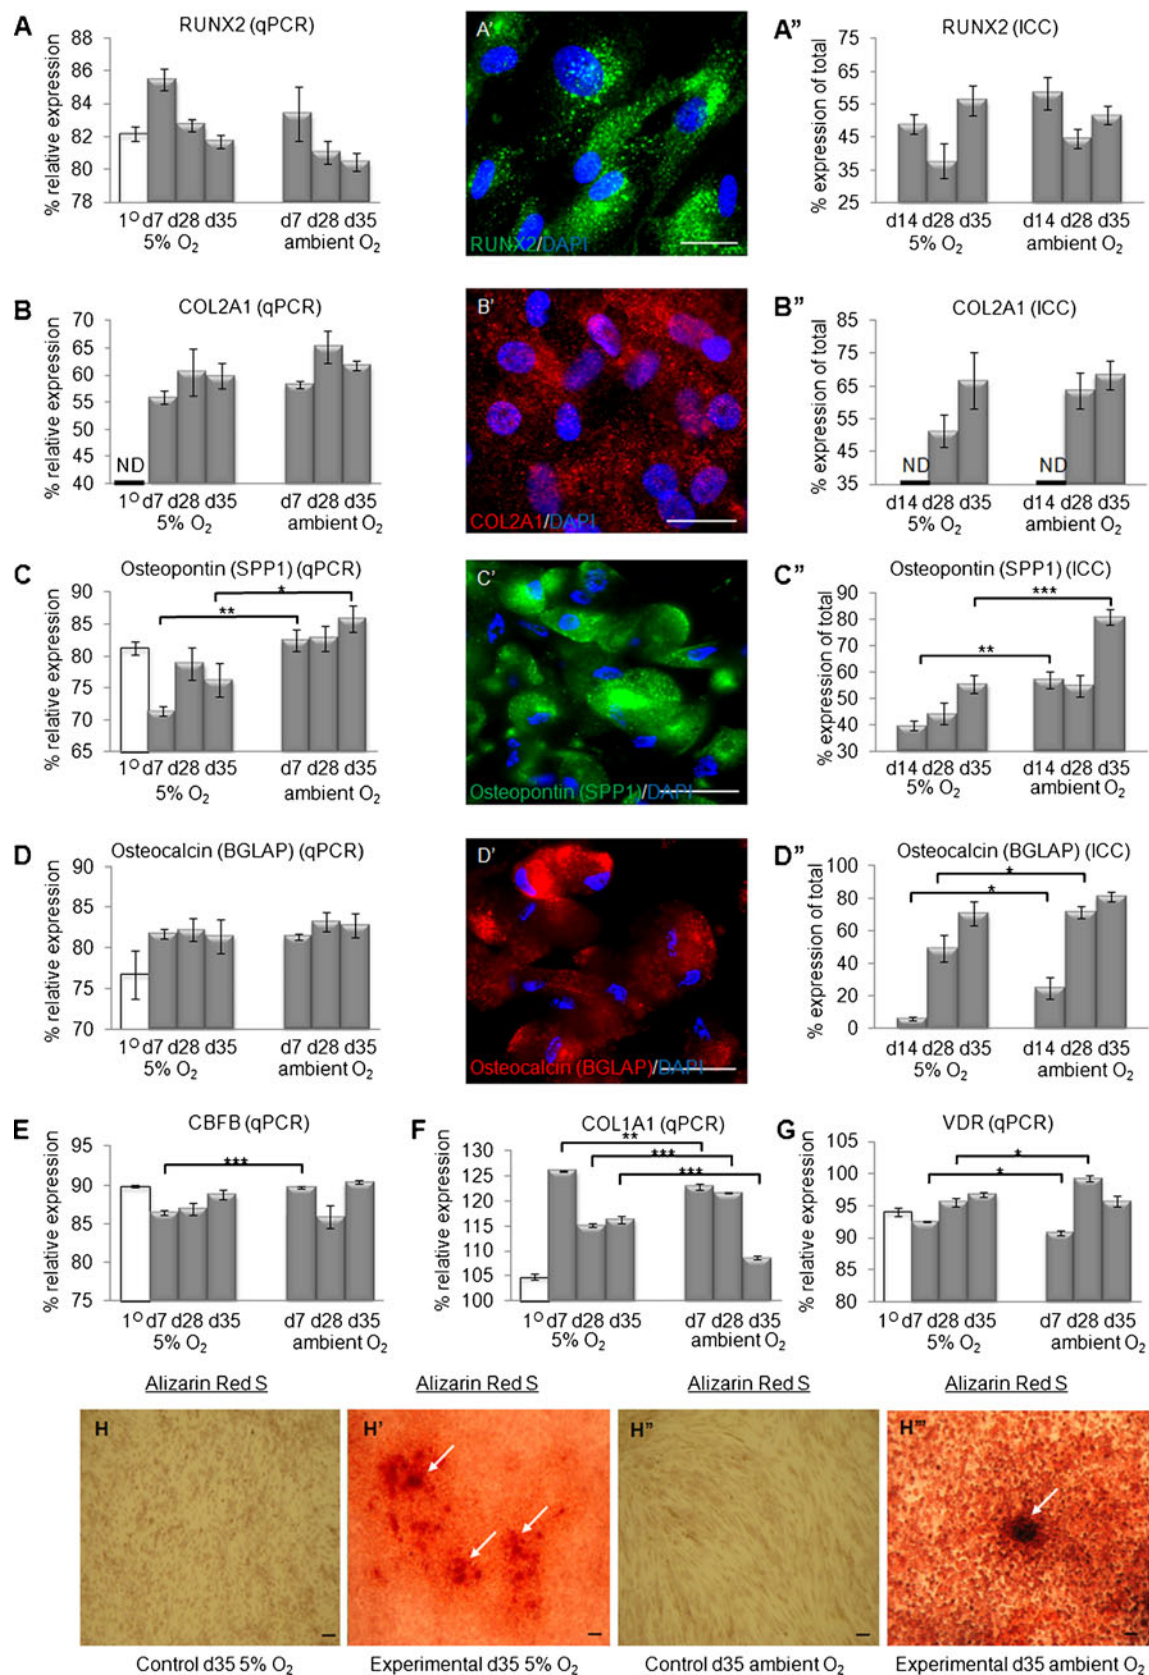 A
RUNX2 (qPCR)
% relative expression
88
86
84
82
80
78
1° d7 d28 d35
d7 d28 d35
5% O2
ambient O2
A'
RUNX2/DAPI
A"
RUNX2 (ICC)
% expression of total
75
65
55
45
35
25
d14 d28 d35
d14 d28 d35
5% O2
ambient O2
B
COL2A1 (qPCR)
% relative expression
70
65
60
55
50
45
40
ND
1° d7 d28 d35
d7 d28 d35
5% O2
ambient O2
B'
COL2A1/DAPI
B"
COL2A1 (ICC)
% expression of total
85
75
65
55
45
35
ND
ND
d14 d28 d35
d14 d28 d35
5% O2
ambient O2
C
Osteopontin (SPP1) (qPCR)
% relative expression
90
85
80
75
70
65
*
**
1° d7 d28 d35
d7 d28 d35
5% O2
ambient O2
C'
Osteopontin (SPP1)/DAPI
C"
Osteopontin (SPP1) (ICC)
% expression of total
90
80
70
60
50
40
30
***
**
d14 d28 d35
d14 d28 d35
5% O2
ambient O2
D
Osteocalcin (BGLAP) (qPCR)
% relative expression
90
85
80
75
70
1° d7 d28 d35
d7 d28 d35
5% O2
ambient O2
D'
Osteocalcin (BGLAP)/DAPI
D"
Osteocalcin (BGLAP) (ICC)
% expression of total
100
80
60
40
20
0
*
*
d14 d28 d35
d14 d28 d35
5% O2
ambient O2
E
CBFB (qPCR)
% relative expression
95
90
85
80
75
***
1° d7 d28 d35
d7 d28 d35
5% O2
ambient O2
F
COL1A1 (qPCR)
% relative expression
130
125
120
115
110
105
100
**
***
***
1° d7 d28 d35
d7 d28 d35
5% O2
ambient O2
G
VDR (qPCR)
% relative expression
105
100
95
90
85
80
*
*
1° d7 d28 d35
d7 d28 d35
5% O2
ambient O2
Alizarin Red S
Alizarin Red S
Alizarin Red S
Alizarin Red S
H
H'
H"
H'"
Control d35 5% O2
Experimental d35 5% O2
Control d35 ambient O2
Experimental d35 ambient O2